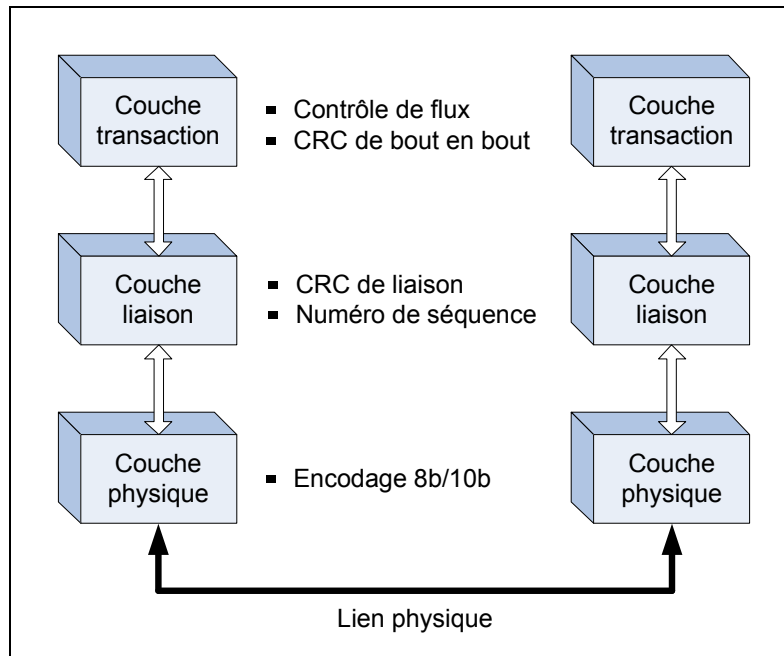 Couche
transaction
▪ Contrôle de flux
▪ CRC de bout en bout
Couche
transaction
Couche
liaison
▪ CRC de liaison
▪ Numéro de séquence
Couche
liaison
Couche
physique
▪ Encodage 8b/10b
Couche
physique
Lien physique